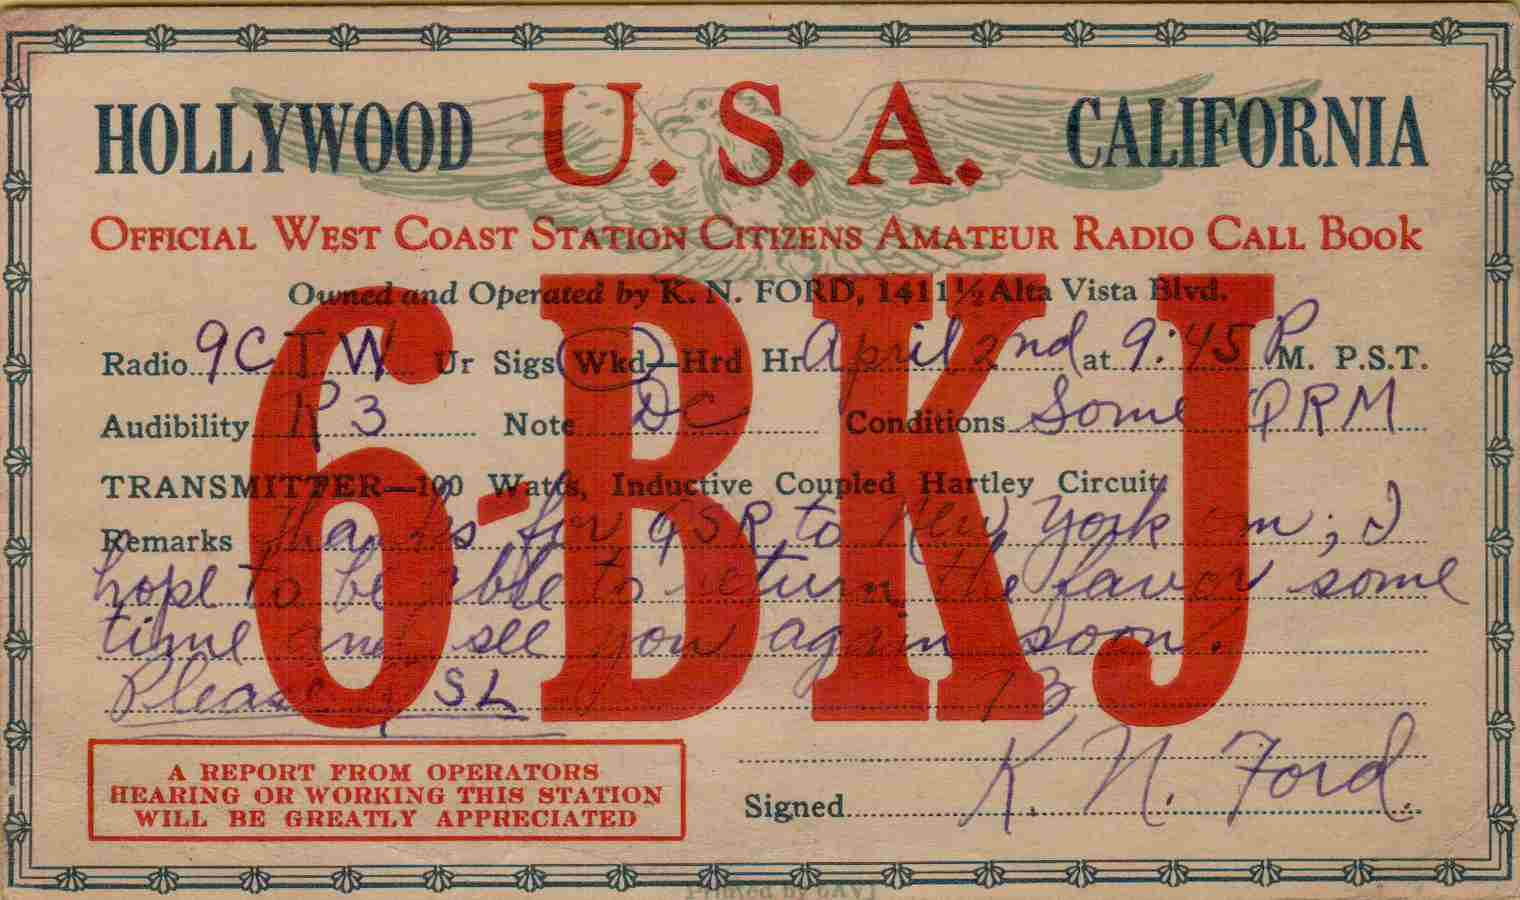 HOLLYWOOD U. S. A. CALIFORNIA
OFFICIAL WEST COAST STATION CITIZENS AMATEUR RADIO CALL BOOK
Owned and Operated by K. N. FORD, 1411½ Alta Vista Blvd.
6-BKJ
Radio 9CTW Ur Sigs Wkd—Hrd Hr April 2nd at 9:45 P M. P.S.T.
Audibility R3 Note DC Conditions Some QRM
TRANSMITTER—100 Watts, Inductive Coupled Hartley Circuit
Remarks Thanks for QSR to New York om; I
hope to be able to return the favor some
time and see you again soon.
Please QSL 73
A REPORT FROM OPERATORS
HEARING OR WORKING THIS STATION
WILL BE GREATLY APPRECIATED
Signed K. N. Ford.
Printed by